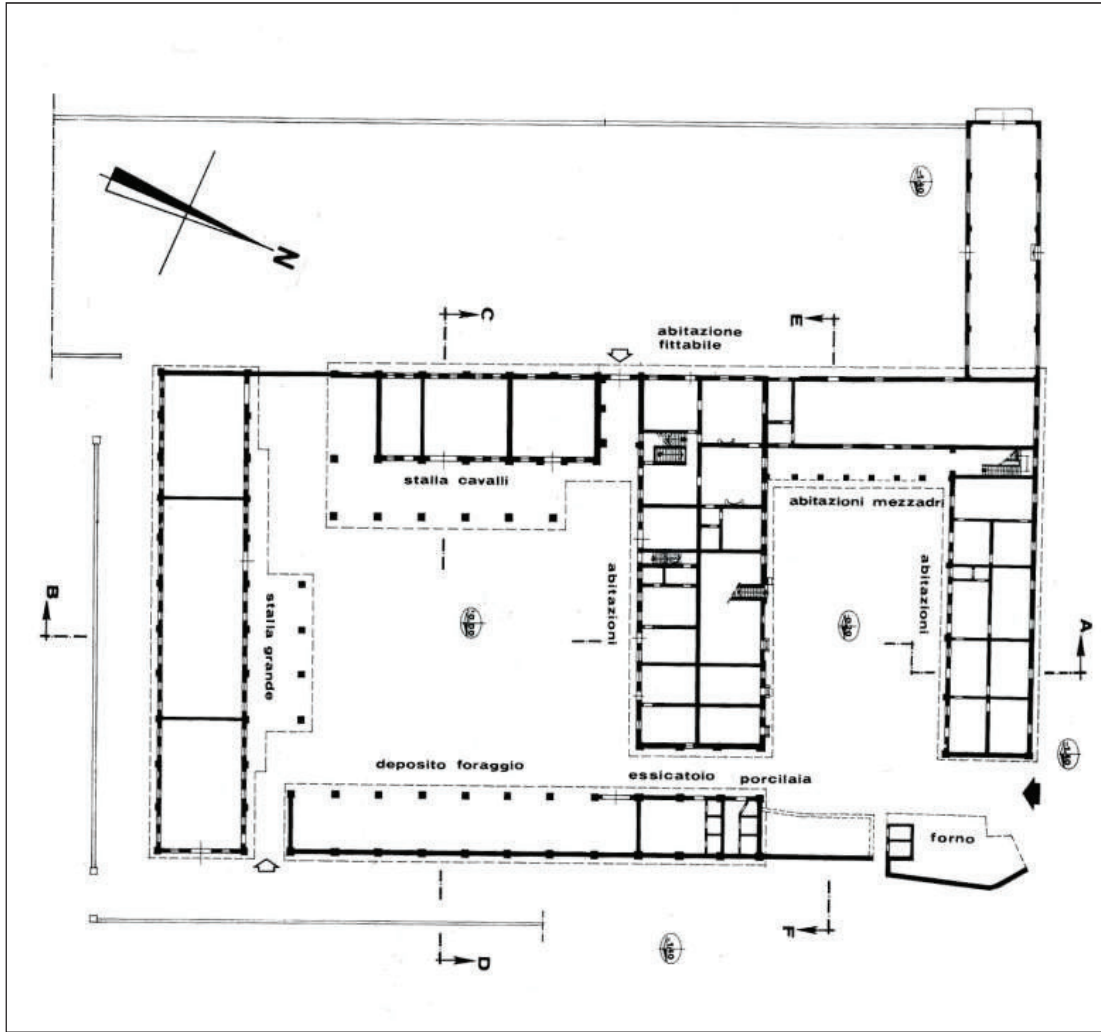 N
C
abitazione
fittabile
E
stalla cavalli
abitazioni mezzadri
B
stalla grande
abitazioni
abitazioni
A
deposito foraggio
essicatoio
porcilaia
forno
F
D